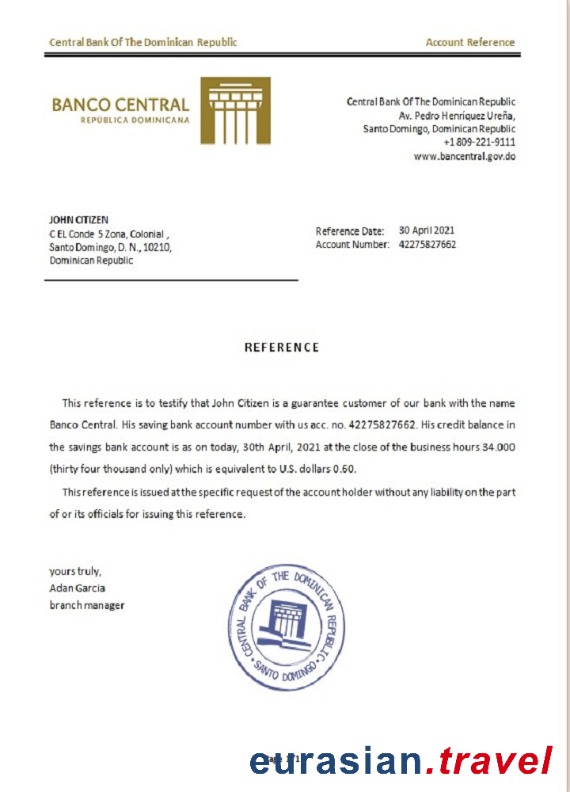 Central Bank Of The Dominican Republic
Account Reference
BANCO CENTRAL
REPÚBLICA DOMINICANA
Central Bank Of The Dominican Republic
Av. Pedro Henríquez Ureña,
Santo Domingo, Dominican Republic
+1 809-221-9111
www.bancentral.gov.do
JOHN CITIZEN
C EL Conde 5 Zona, Colonial ,
Santo Domingo, D. N., 10210,
Dominican Republic
Reference Date: 30 April 2021
Account Number: 42275827662
REFERENCE
This reference is to testify that John Citizen is a guarantee customer of our bank with the name
Banco Central. His saving bank account number with us acc. no. 42275827662. His credit balance in
the savings bank account is as on today, 30th April, 2021 at the close of the business hours 34.000
(thirty four thousand only) which is equivalent to U.S. dollars 0.60.
This reference is issued at the specific request of the account holder without any liability on the part
of or its officials for issuing this reference.
yours truly,
Adan Garcia
branch manager
CENTRAL BANK OF THE DOMINICAN REPUBLIC
• SANTO DOMINGO •
eurasian.travel